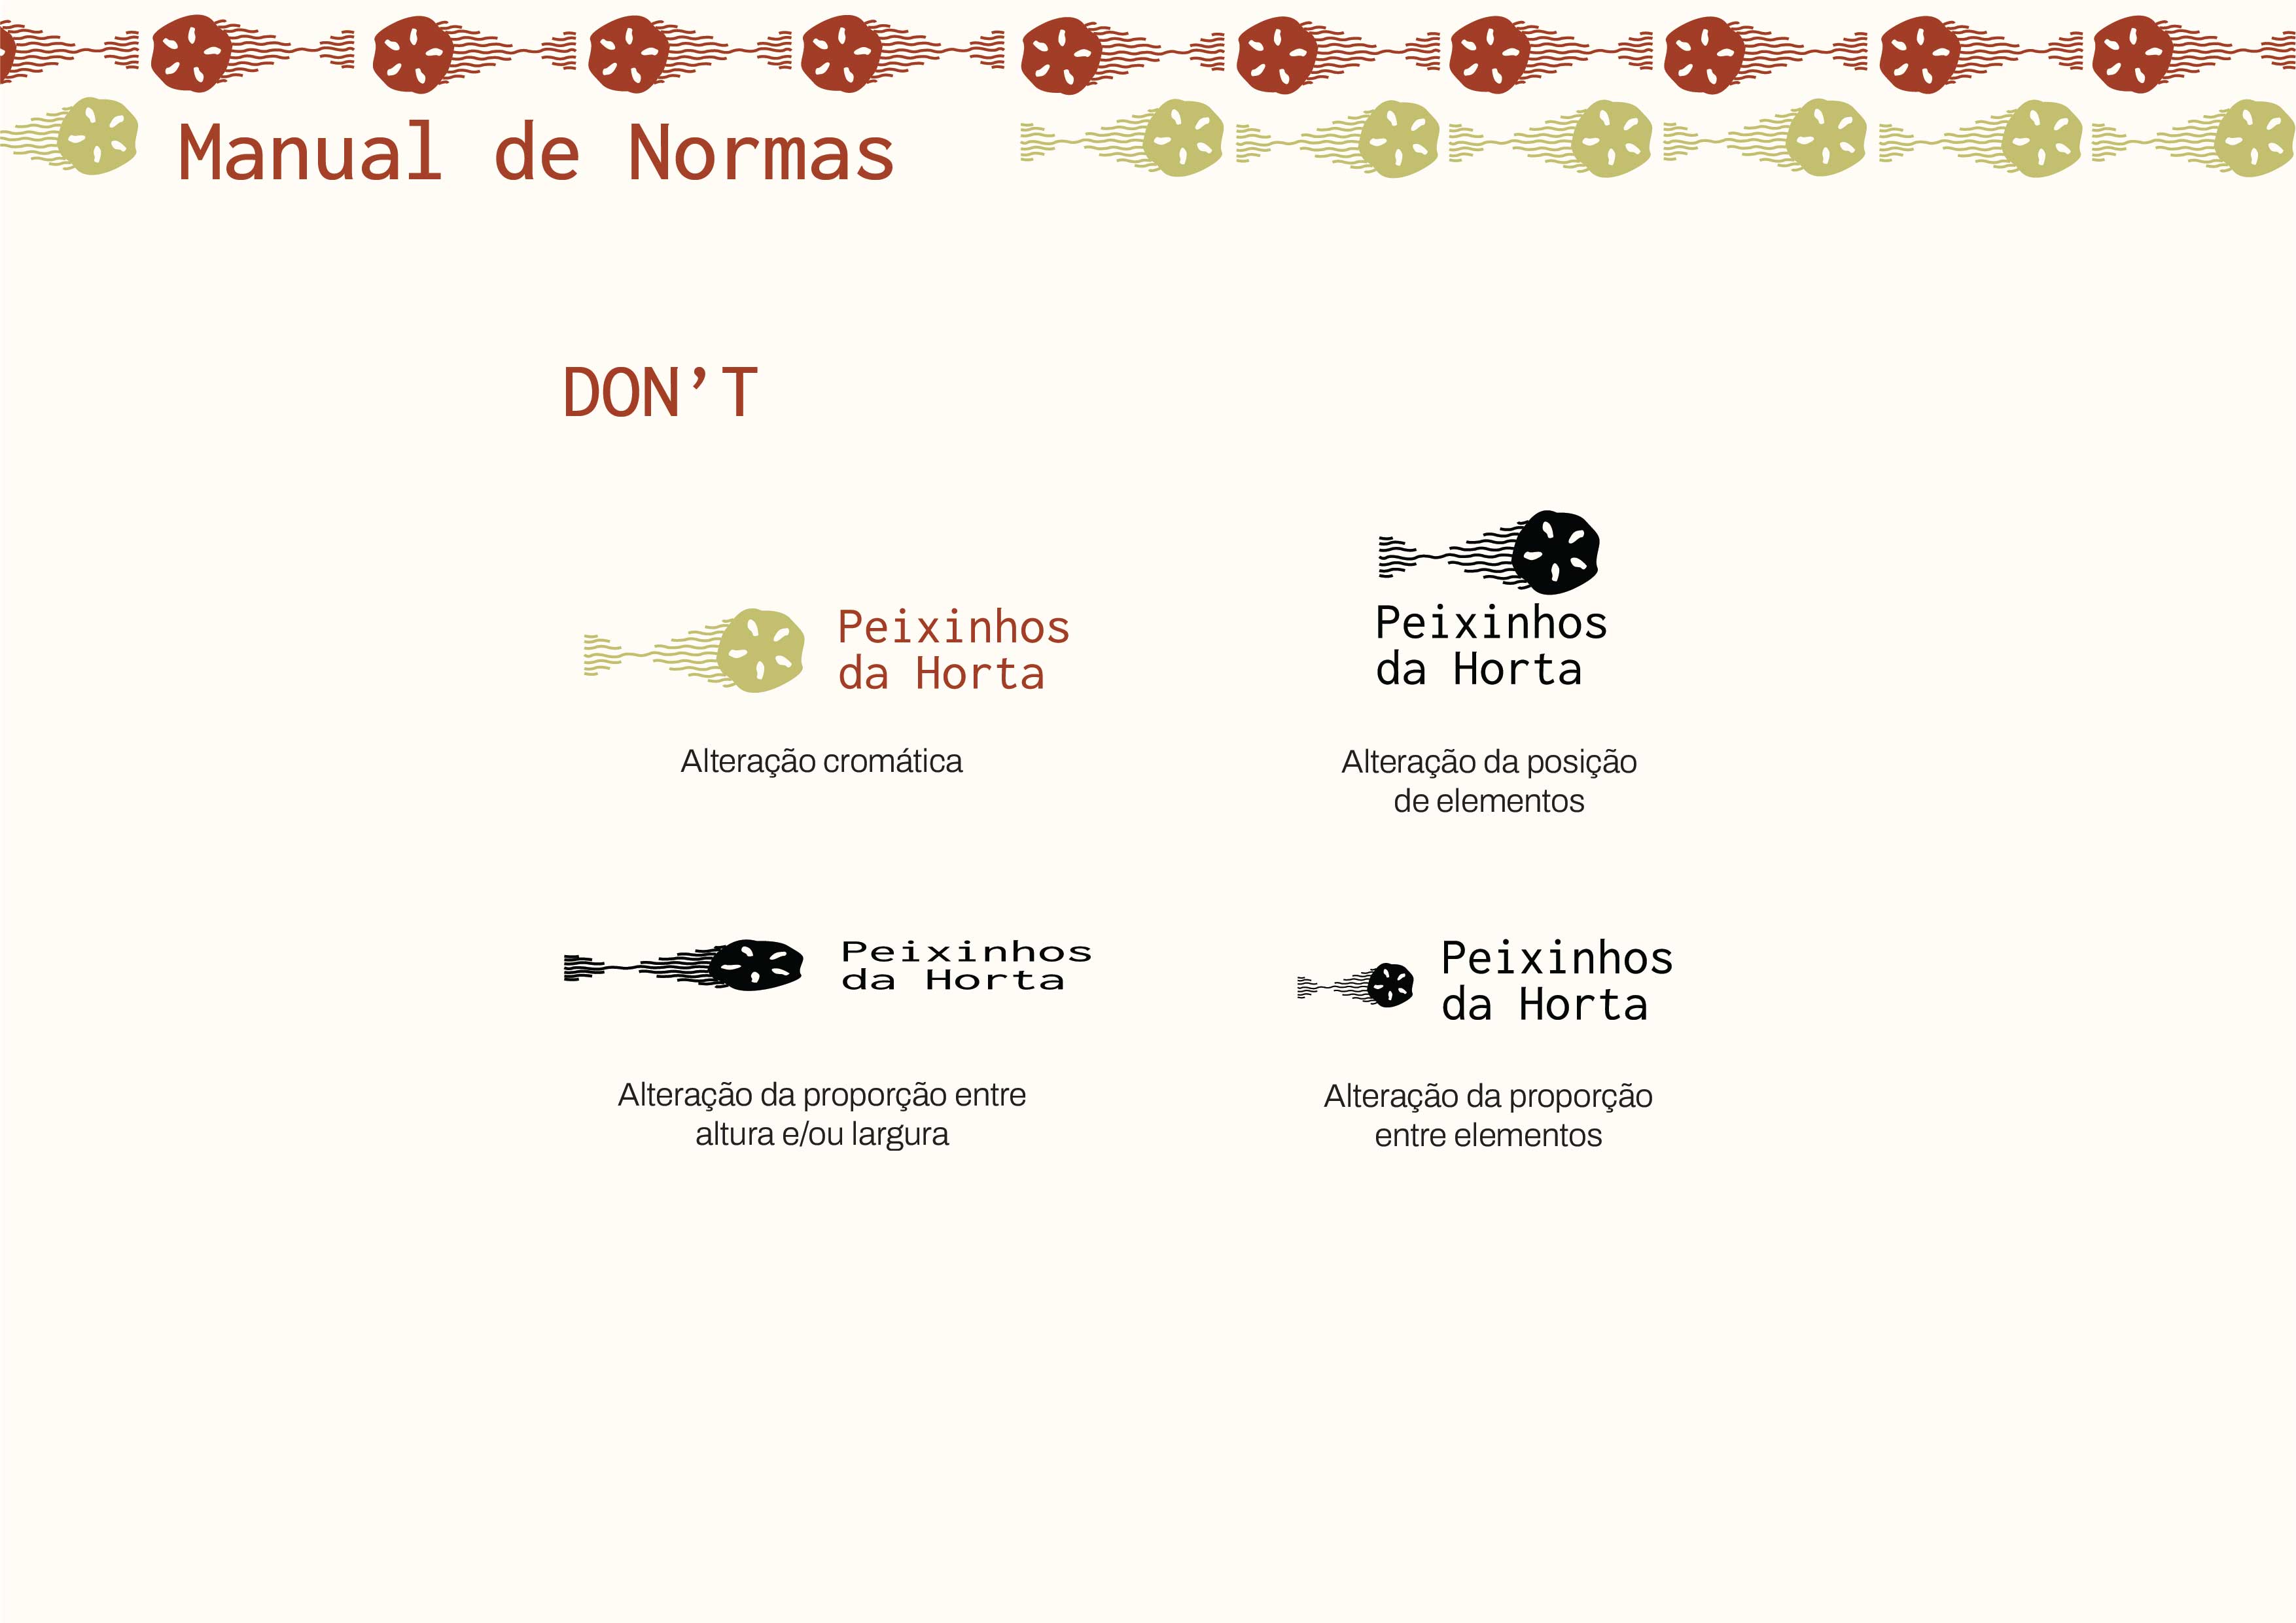 Manual de Normas
DON’T
Peixinhos
da Horta
Alteração cromática
Peixinhos
da Horta
Alteração da posição
de elementos
Peixinhos
da Horta
Alteração da proporção entre
altura e/ou largura
Peixinhos
da Horta
Alteração da proporção
entre elementos